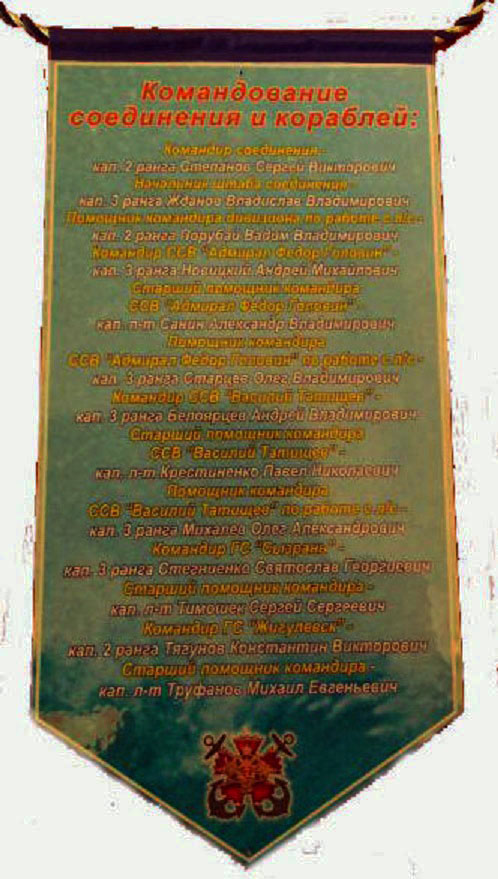 Командование
соединения и кораблей:
Командир соединения -
кап. 2 ранга Степанов Сергей Викторович
Начальник штаба соединения -
кап. 3 ранга Жданов Владислав Владимирович
Помощник командира дивизиона по работе с л/с -
кап. 2 ранга Порубай Вадим Владимирович
Командир ССВ "Адмирал Федор Головин" -
кап. 3 ранга Новицкий Андрей Михайлович
Старший помощник командира
ССВ "Адмирал Федор Головин" -
кап. л-т Санин Александр Владимирович
Помощник командира
ССВ "Адмирал Федор Головин" по работе с л/с -
кап. 3 ранга Старцев Олег Владимирович
Командир ССВ "Василий Татищев" -
кап. 3 ранга Белоярцев Андрей Владимирович
Старший помощник командира
ССВ "Василий Татищев" -
кап. л-т Крестиненко Павел Николаевич
Помощник командира
ССВ "Василий Татищев" по работе с л/с -
кап. 3 ранга Михалев Олег Александрович
Командир ГС "Сызрань" -
кап. 3 ранга Стегниенко Святослав Георгиевич
Старший помощник командира -
кап. л-т Тимошек Сергей Сергеевич
Командир ГС "Жигулевск" -
кап. 2 ранга Тягунов Константин Викторович
Старший помощник командира -
кап. л-т Труфанов Михаил Евгеньевич